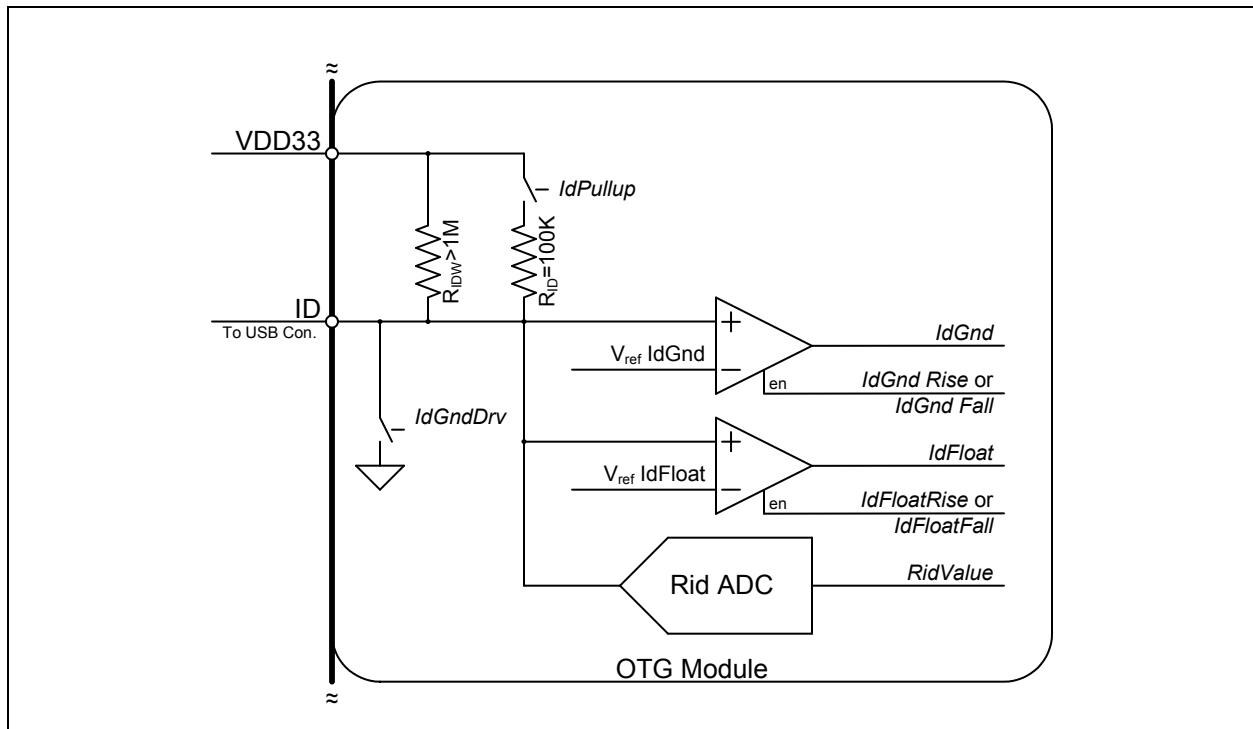 ≈
VDD33
IdPullup
RIDW>1M
RID=100K
ID
To USB Con.
IdGnd
Vref IdGnd
en
IdGnd Rise or
IdGnd Fall
IdGndDrv
IdFloat
Vref IdFloat
en
IdFloatRise or
IdFloatFall
Rid ADC
RidValue
OTG Module
≈